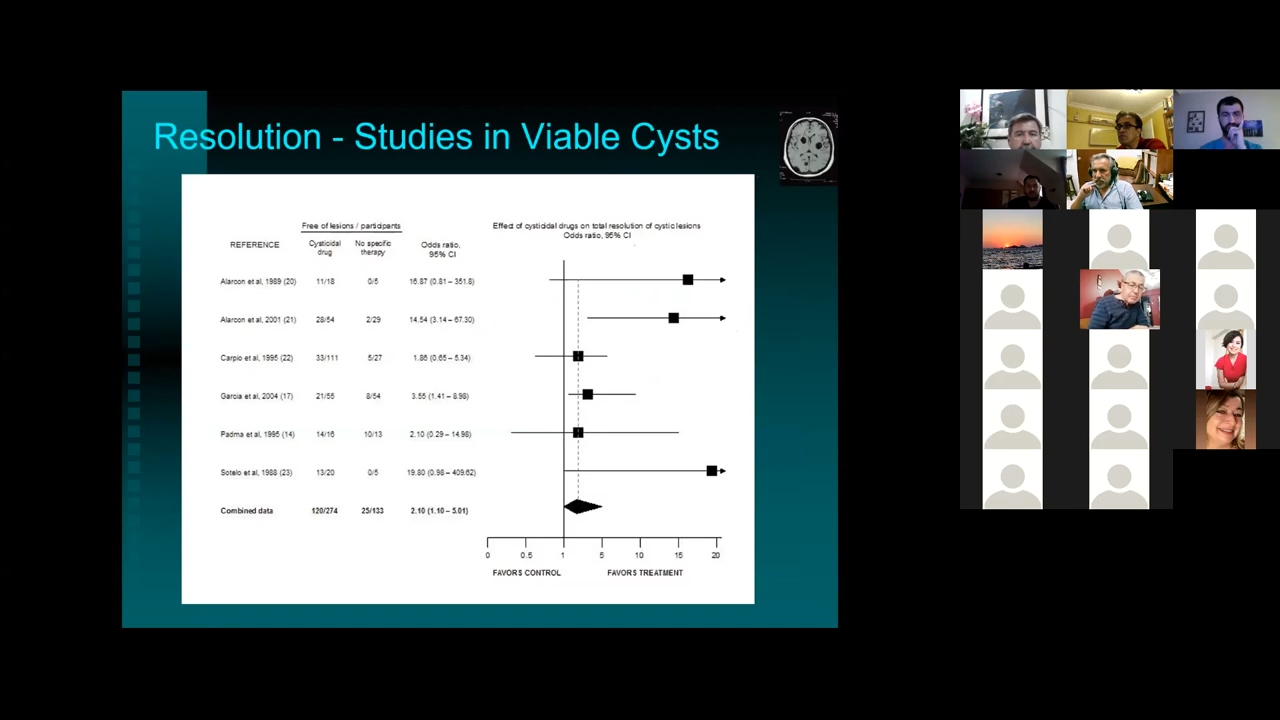 Resolution - Studies in Viable Cysts
Free of lesions / participants
REFERENCE
Cysticidal drug
No specific therapy
Odds ratio, 95% CI
Effect of cysticidal drugs on total resolution of cystic lesions
Odds ratio, 95% CI
Alarcon et al, 1989 (20) 11/18 0/5 16.87 (0.81 – 351.8)
Alarcon et al, 2001 (21) 28/54 2/29 14.54 (3.14 – 67.30)
Carpio et al, 1995 (22) 33/111 5/27 1.86 (0.65 – 5.34)
Garcia et al, 2004 (17) 21/55 8/54 3.55 (1.41 – 8.98)
Padma et al, 1995 (14) 14/16 10/13 2.10 (0.29 – 14.98)
Sotelo et al, 1988 (23) 13/20 0/5 19.80 (0.98 – 409.62)
Combined data 120/274 25/133 2.10 (1.10 – 5.01)
0 0.5 1 5 10 15 20
FAVORS CONTROL FAVORS TREATMENT